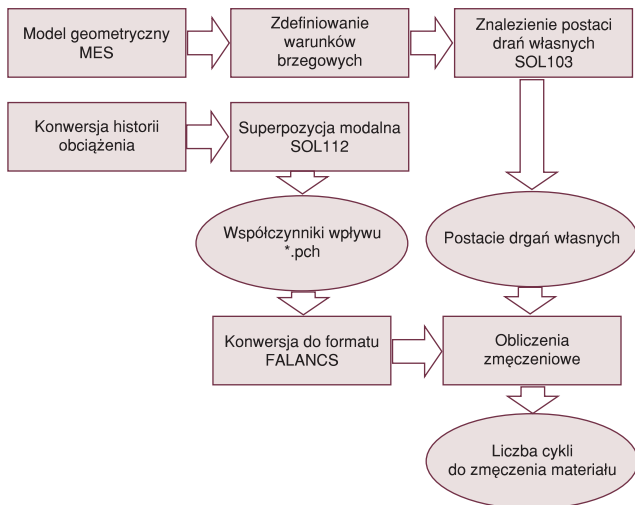 Model geometryczny
MES
Zdefiniowanie
warunków
brzegowych
Znalezienie postaci
drań własnych
SOL103
Konwersja historii
obciążenia
Superpozycja modalna
SOL112
Współczynniki wpływu
*.pch
Postacie drgań własnych
Konwersja do formatu
FALANCS
Obliczenia
zmęczeniowe
Liczba cykli
do zmęczenia materiału